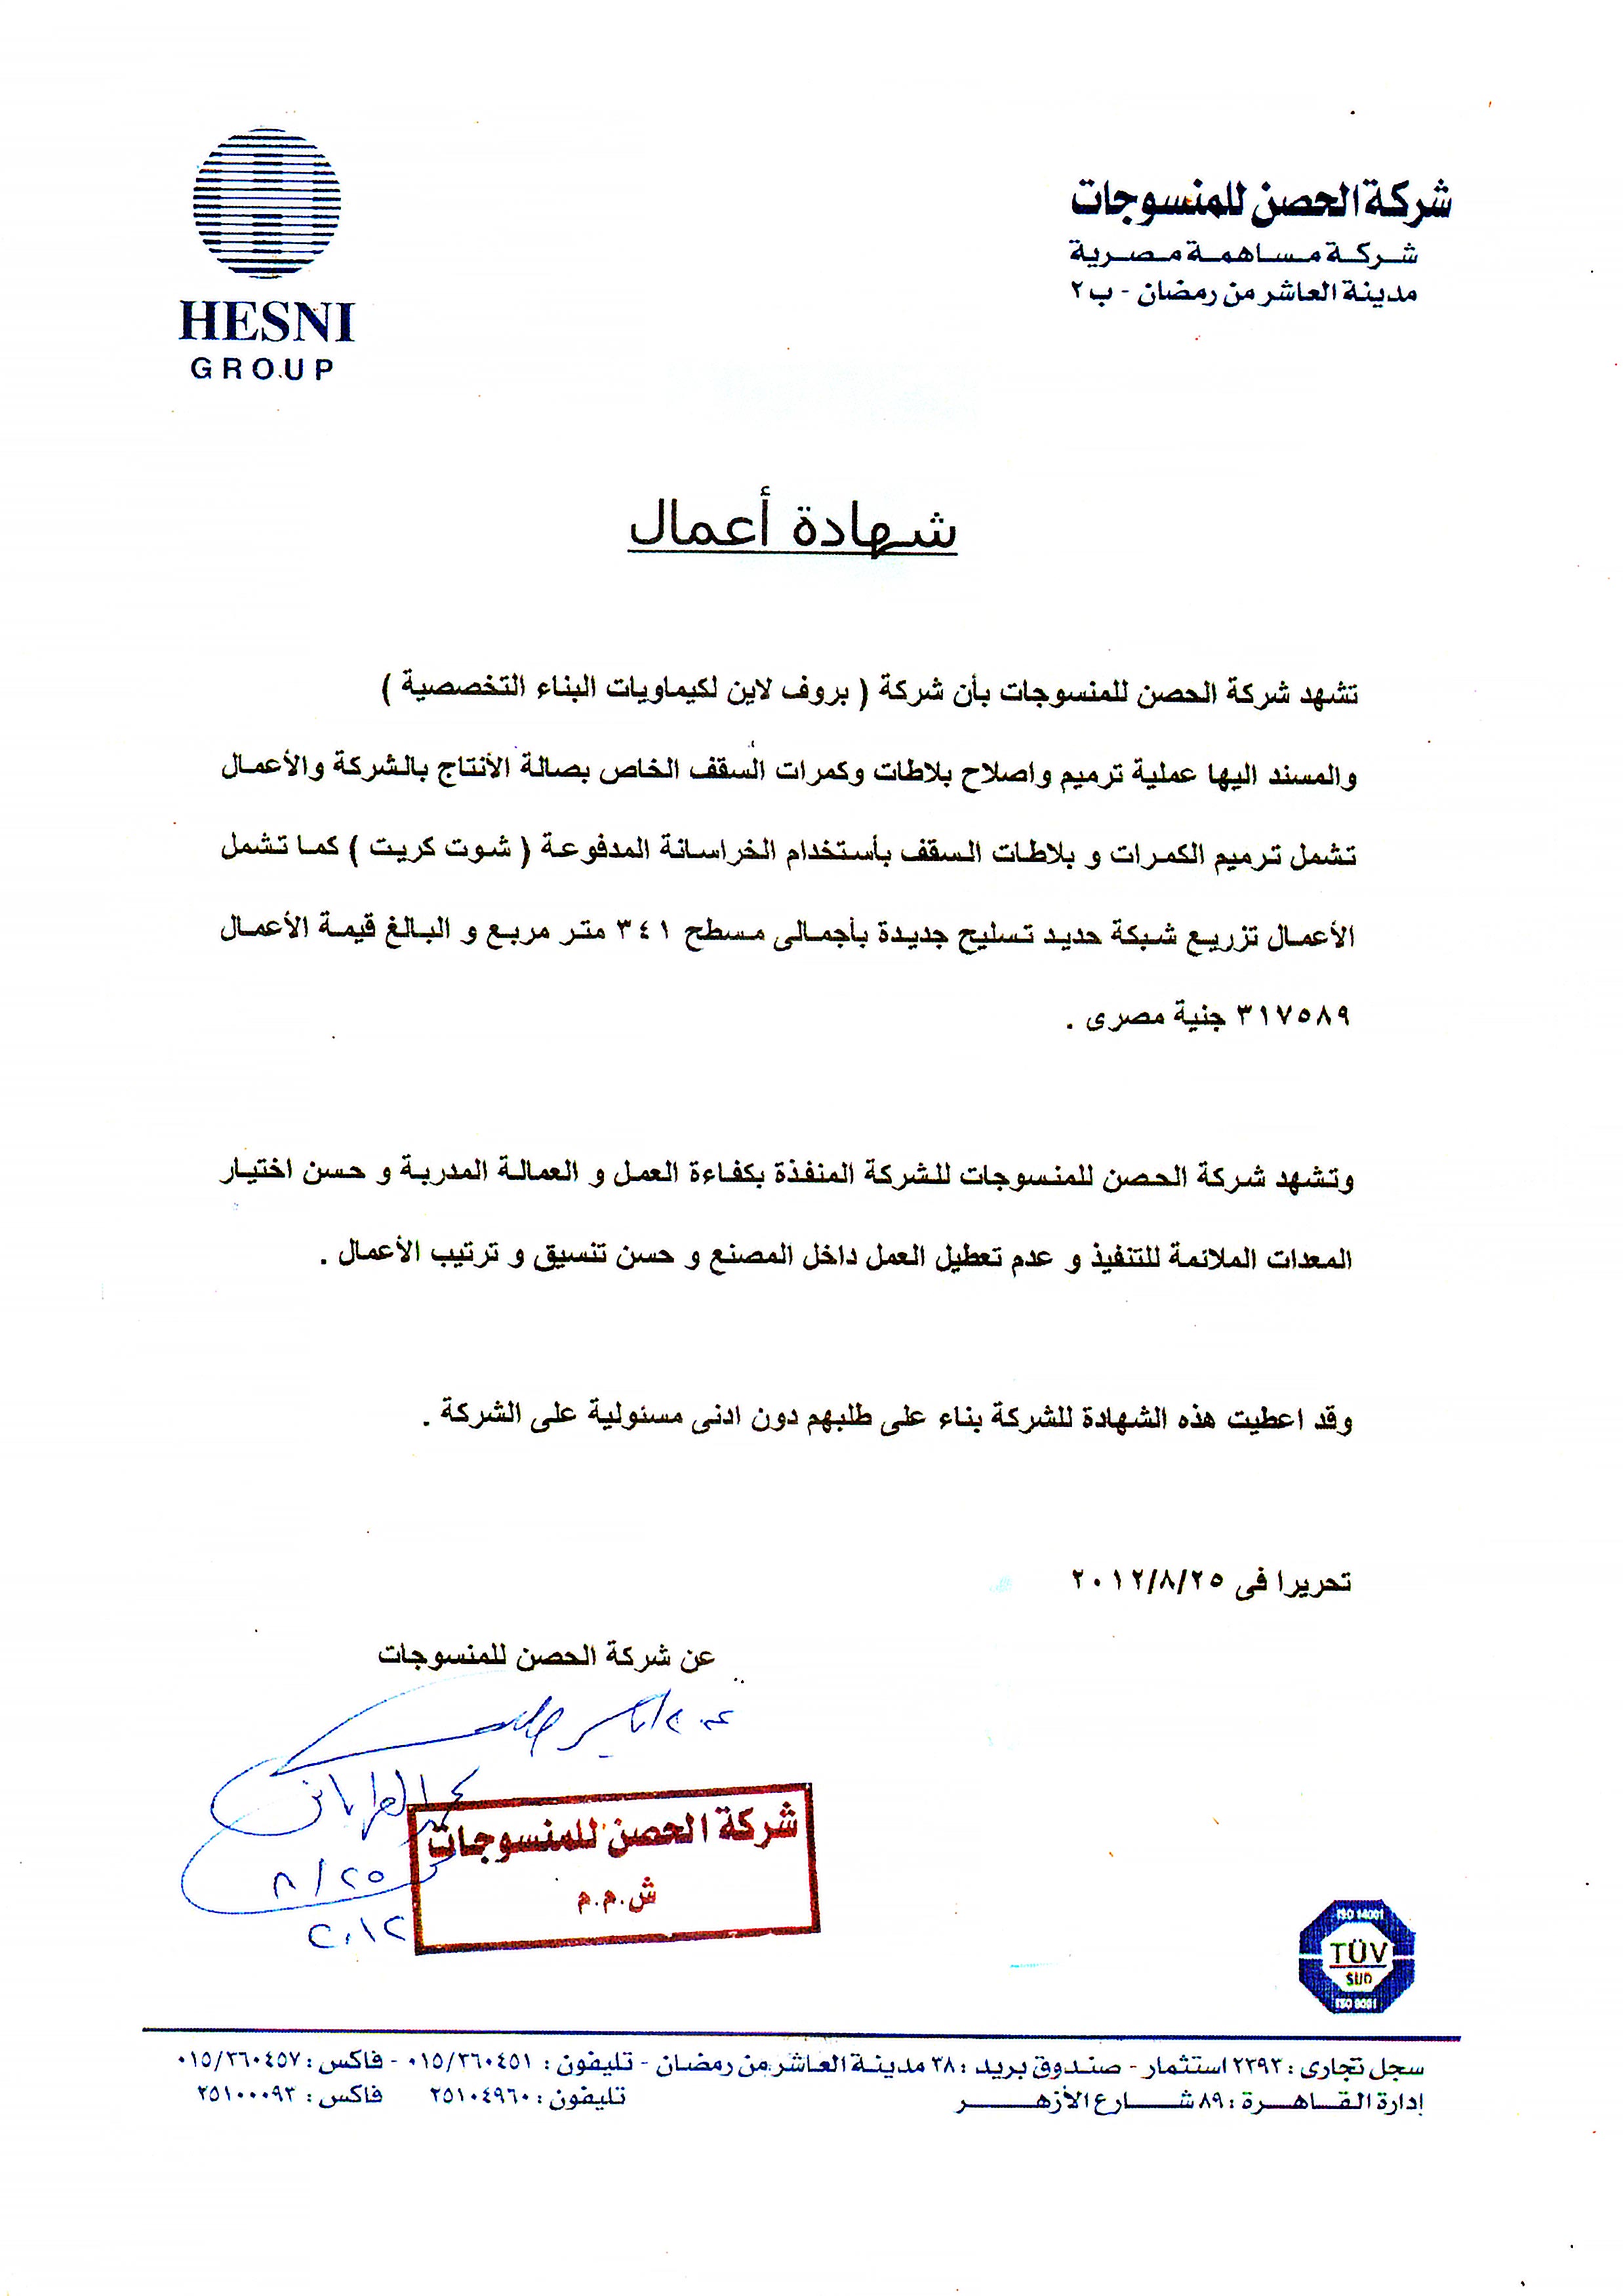 HESNI
GROUP
شركة الحصن للمنسوجات
شركة مساهمة مصرية
مدينة العاشر من رمضان - ب ٢
شهادة أعمال
تشهد شركة الحصن للمنسوجات بأن شركة ( بروف لاين لكيماويات البناء التخصصية )
والمسند اليها عملية ترميم واصلاح بلاطات وكمرات السقف الخاص بصالة الأنتاج بالشركة والأعمال
تشمل ترميم الكمرات و بلاطات السقف بأستخدام الخراسانة المدفوعة ( شوت كريت ) كما تشمل
الأعمال تزريع شبكة حديد تسليح جديدة بأجمالى مسطح ٣٤١ متر مربع و البالغ قيمة الأعمال
٣١٧٥٨٩ جنية مصرى .
وتشهد شركة الحصن للمنسوجات للشركة المنفذة بكفاءة العمل و العمالة المدربة و حسن اختيار
المعدات الملائمة للتنفيذ و عدم تعطيل العمل داخل المصنع و حسن تنسيق و ترتيب الأعمال .
وقد اعطيت هذه الشهادة للشركة بناء على طلبهم دون ادنى مسئولية على الشركة .
تحريرا فى ٢٠١٢/٨/٢٥
عن شركة الحصن للمنسوجات
شركة الحصن للمنسوجات
ش.م.م
٨/٢٥
٢٠١٢
ISO 14001
TÜV
SÜD
ISO 9001
سجل تجارى : ٢٣٩٢ استثمار - صندوق بريد : ٣٨ مدينة العاشر من رمضان - تليفون : ٠١٥/٣٦٠٤٥١ - فاكس : ٠١٥/٣٦٠٤٥٧
إدارة القاهرة : ٨٩ شارع الأزهر تليفون : ٢٥١٠٤٩٦٠ فاكس : ٢٥١٠٠٠٩٣